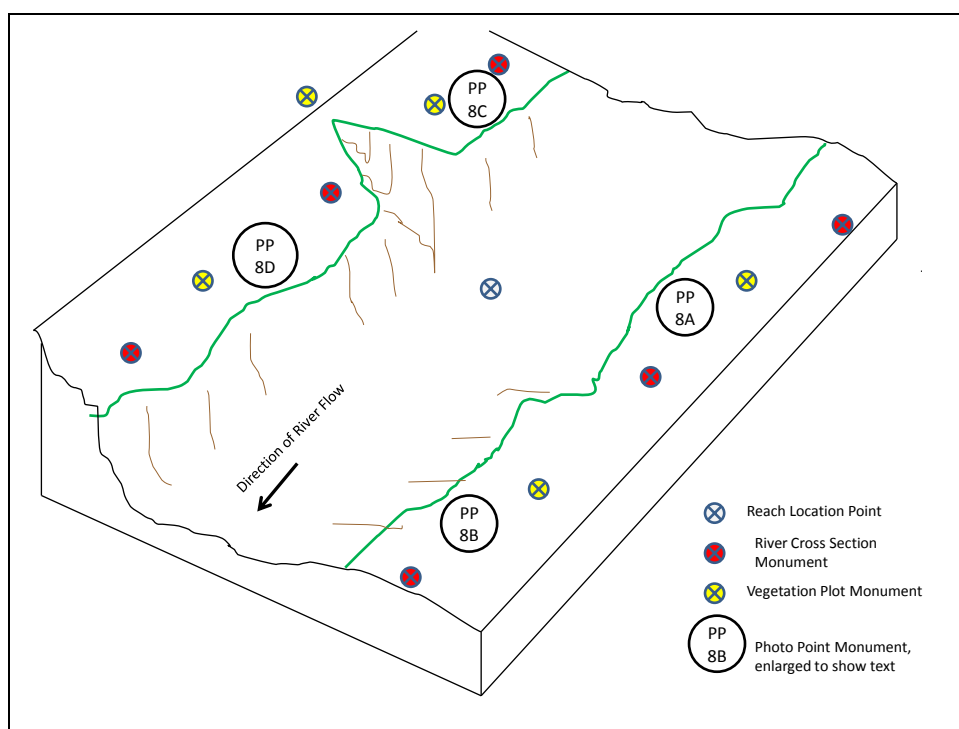 PP
8C
PP
8D
PP
8A
Direction of River Flow
PP
8B
Reach Location Point
River Cross Section
Monument
Vegetation Plot Monument
PP
8B
Photo Point Monument,
enlarged to show text